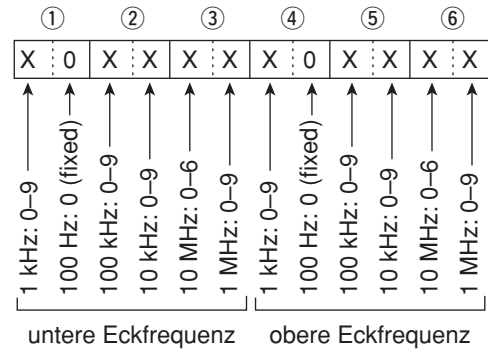 ① ② ③ ④ ⑤ ⑥
X 0 X X X X X 0 X X X X
1 kHz: 0–9
100 Hz: 0 (fixed)
100 kHz: 0–9
10 kHz: 0–9
10 MHz: 0–6
1 MHz: 0–9
1 kHz: 0–9
100 Hz: 0 (fixed)
100 kHz: 0–9
10 kHz: 0–9
10 MHz: 0–6
1 MHz: 0–9
untere Eckfrequenz obere Eckfrequenz